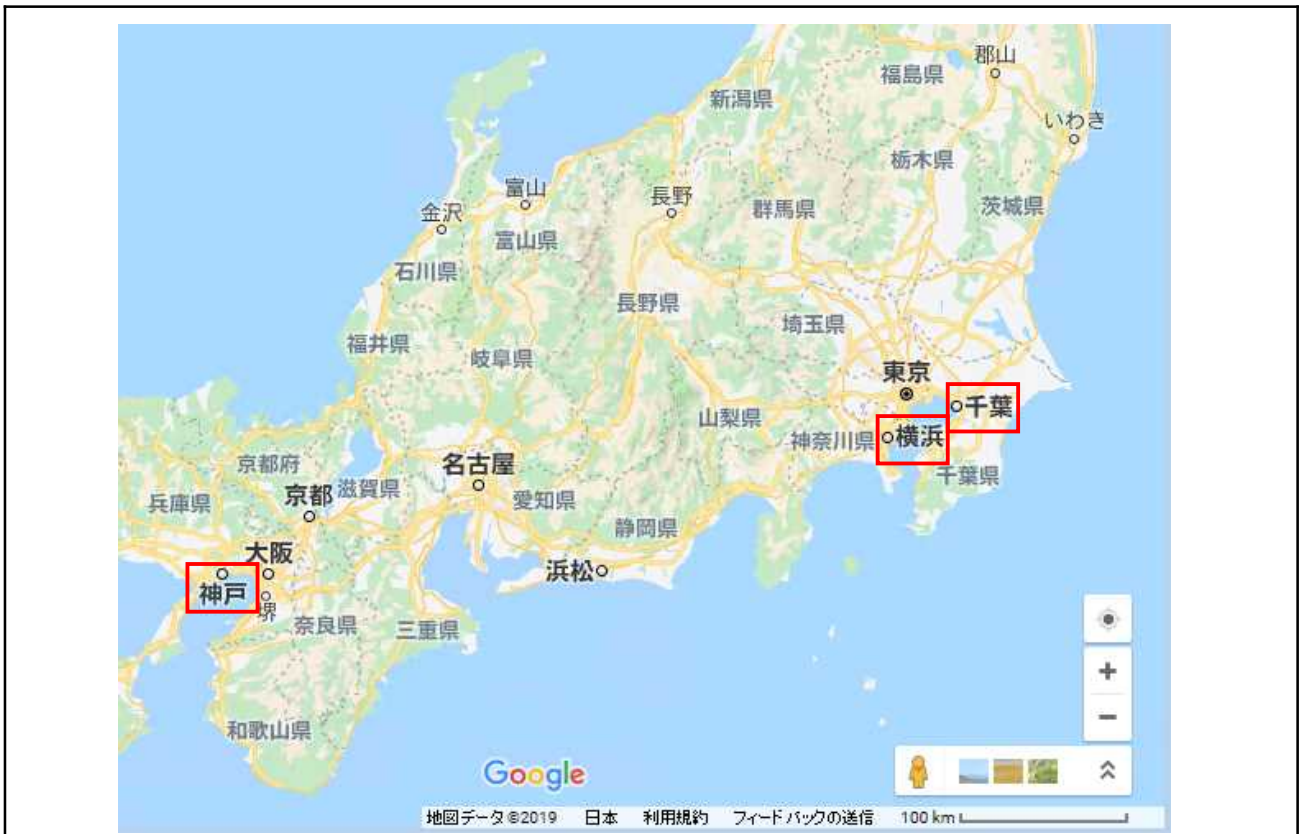 郡山
福島県
新潟県
いわき
栃木県
富山
長野
群馬県
茨城県
金沢
富山県
石川県
長野県
埼玉県
福井県
岐阜県
東京
千葉
山梨県
神奈川県
横浜
京都府
名古屋
千葉県
兵庫県
京都
滋賀県
愛知県
静岡県
大阪
浜松
神戸
堺
奈良県
三重県
和歌山県
Google
地図データ ©2019 日本 利用規約 フィードバックの送信 100 km